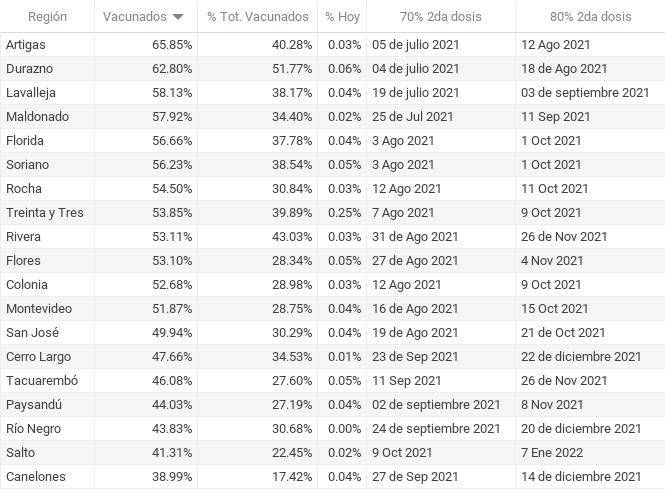 Región Vacunados % Tot. Vacunados % Hoy 70% 2da dosis 80% 2da dosis
Artigas 65.85% 40.28% 0.03% 05 de julio 2021 12 Ago 2021
Durazno 62.80% 51.77% 0.06% 04 de julio 2021 18 de Ago 2021
Lavalleja 58.13% 38.17% 0.04% 19 de julio 2021 03 de septiembre 2021
Maldonado 57.92% 34.40% 0.02% 25 de Jul 2021 11 Sep 2021
Florida 56.66% 37.78% 0.04% 3 Ago 2021 1 Oct 2021
Soriano 56.23% 38.54% 0.05% 3 Ago 2021 1 Oct 2021
Rocha 54.50% 30.84% 0.03% 12 Ago 2021 11 Oct 2021
Treinta y Tres 53.85% 39.89% 0.25% 7 Ago 2021 9 Oct 2021
Rivera 53.11% 43.03% 0.03% 31 de Ago 2021 26 de Nov 2021
Flores 53.10% 28.34% 0.05% 27 de Ago 2021 4 Nov 2021
Colonia 52.68% 28.98% 0.03% 12 Ago 2021 9 Oct 2021
Montevideo 51.87% 28.75% 0.04% 16 de Ago 2021 15 Oct 2021
San José 49.94% 30.29% 0.04% 19 de Ago 2021 21 de Oct 2021
Cerro Largo 47.66% 34.53% 0.01% 23 de Sep 2021 22 de diciembre 2021
Tacuarembó 46.08% 27.60% 0.05% 11 Sep 2021 26 de Nov 2021
Paysandú 44.03% 27.19% 0.04% 02 de septiembre 2021 8 Nov 2021
Río Negro 43.83% 30.68% 0.00% 24 de septiembre 2021 20 de diciembre 2021
Salto 41.31% 22.45% 0.02% 9 Oct 2021 7 Ene 2022
Canelones 38.99% 17.42% 0.04% 27 de Sep 2021 14 de diciembre 2021